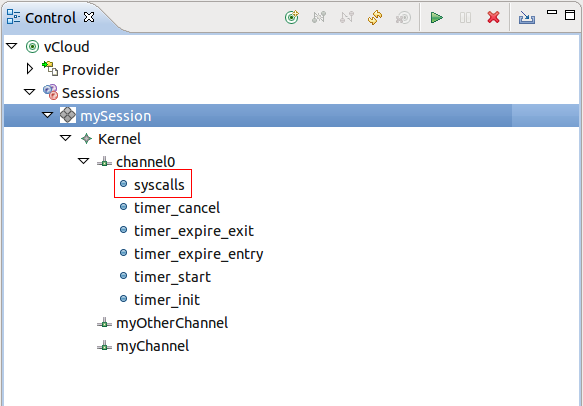 Control
vCloud
Provider
Sessions
mySession
Kernel
channel0
syscalls
timer_cancel
timer_expire_exit
timer_expire_entry
timer_start
timer_init
myOtherChannel
myChannel